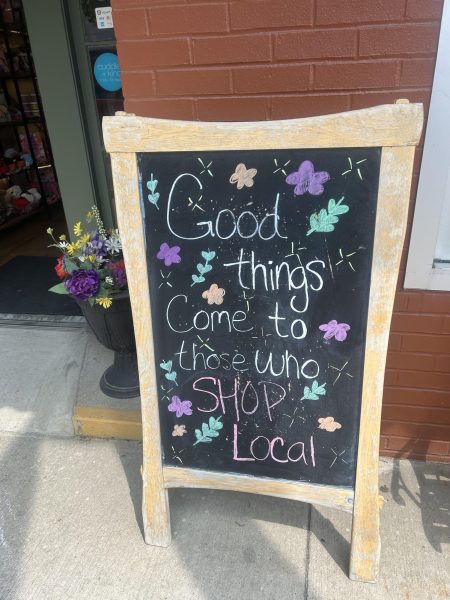 Good
things
Come to
those who
SHOP
Local